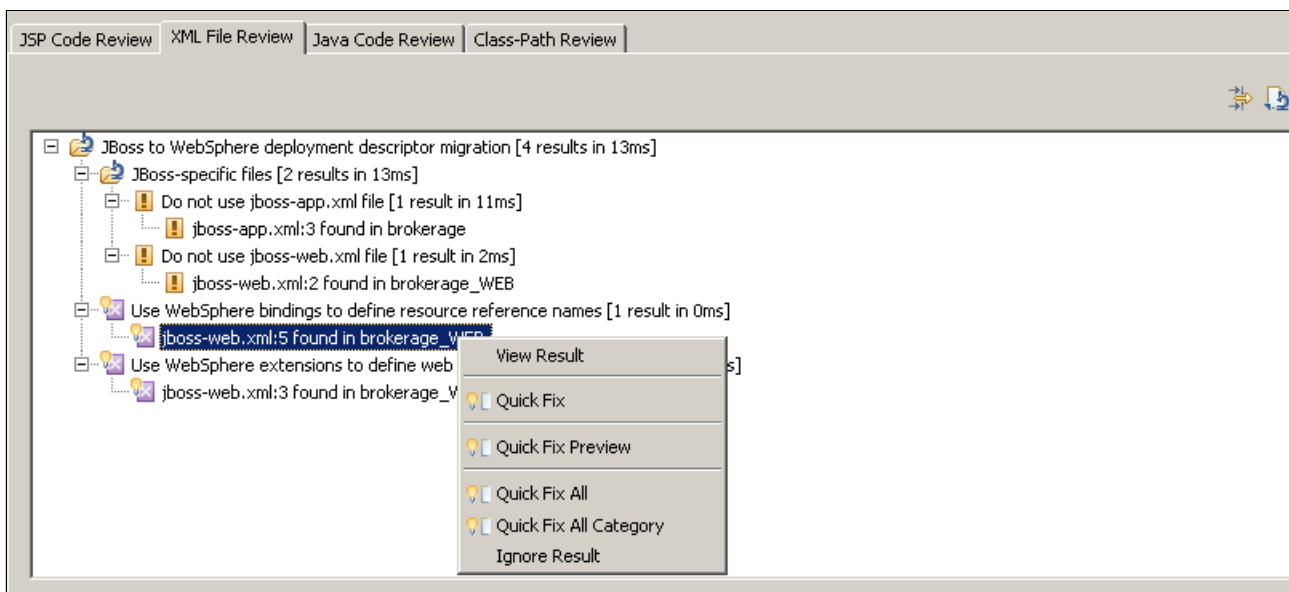 JSP Code Review XML File Review Java Code Review Class-Path Review
JBoss to WebSphere deployment descriptor migration [4 results in 13ms]
JBoss-specific files [2 results in 13ms]
Do not use jboss-app.xml file [1 result in 11ms]
jboss-app.xml:3 found in brokerage
Do not use jboss-web.xml file [1 result in 2ms]
jboss-web.xml:2 found in brokerage_WEB
Use WebSphere bindings to define resource reference names [1 result in 0ms]
jboss-web.xml:5 found in brokerage_WEB
Use WebSphere extensions to define web s]
jboss-web.xml:3 found in brokerage_W
View Result
Quick Fix
Quick Fix Preview
Quick Fix All
Quick Fix All Category
Ignore Result